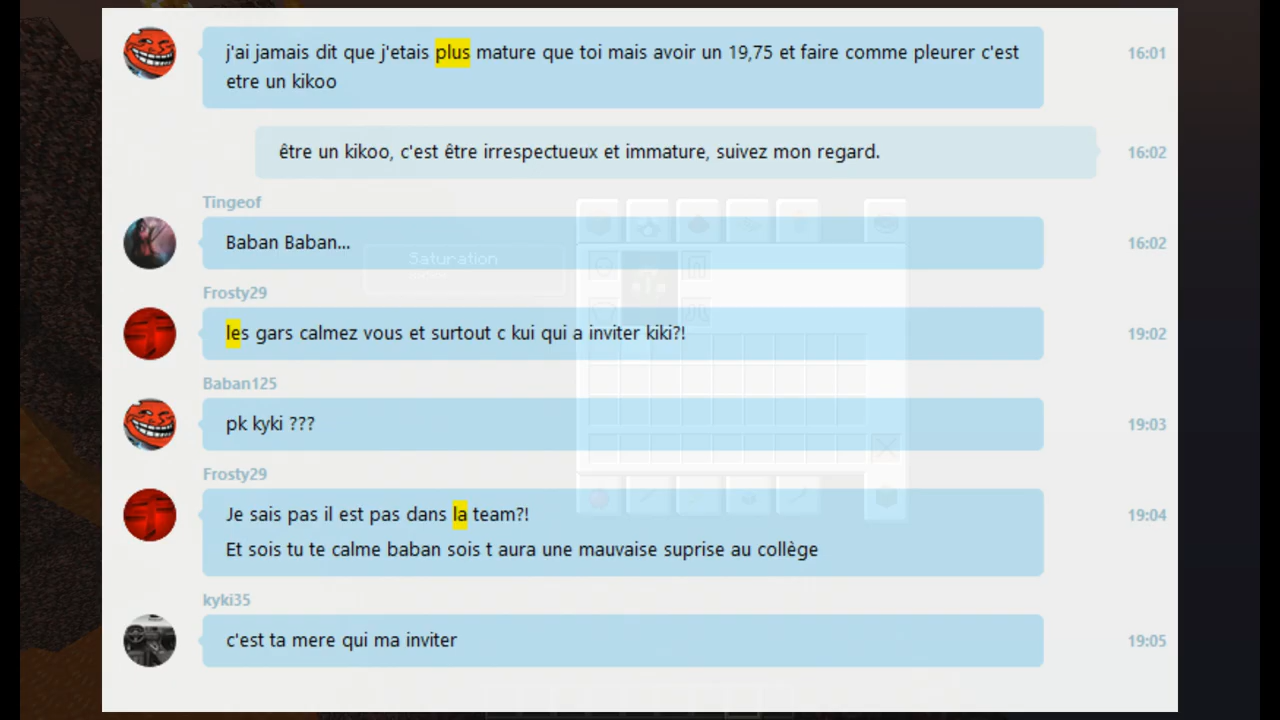 j'ai jamais dit que j'etais plus mature que toi mais avoir un 19,75 et faire comme pleurer c'est
etre un kikoo
16:01
être un kikoo, c'est être irrespectueux et immature, suivez mon regard.
16:02
Tingeof
Baban Baban...
16:02
Saturation
Frosty29
les gars calmez vous et surtout c kui qui a inviter kiki?!
19:02
Baban125
pk kyki ???
19:03
Frosty29
Je sais pas il est pas dans la team?!
19:04
Et sois tu te calme baban sois t aura une mauvaise suprise au collège
kyki35
c'est ta mere qui ma inviter
19:05